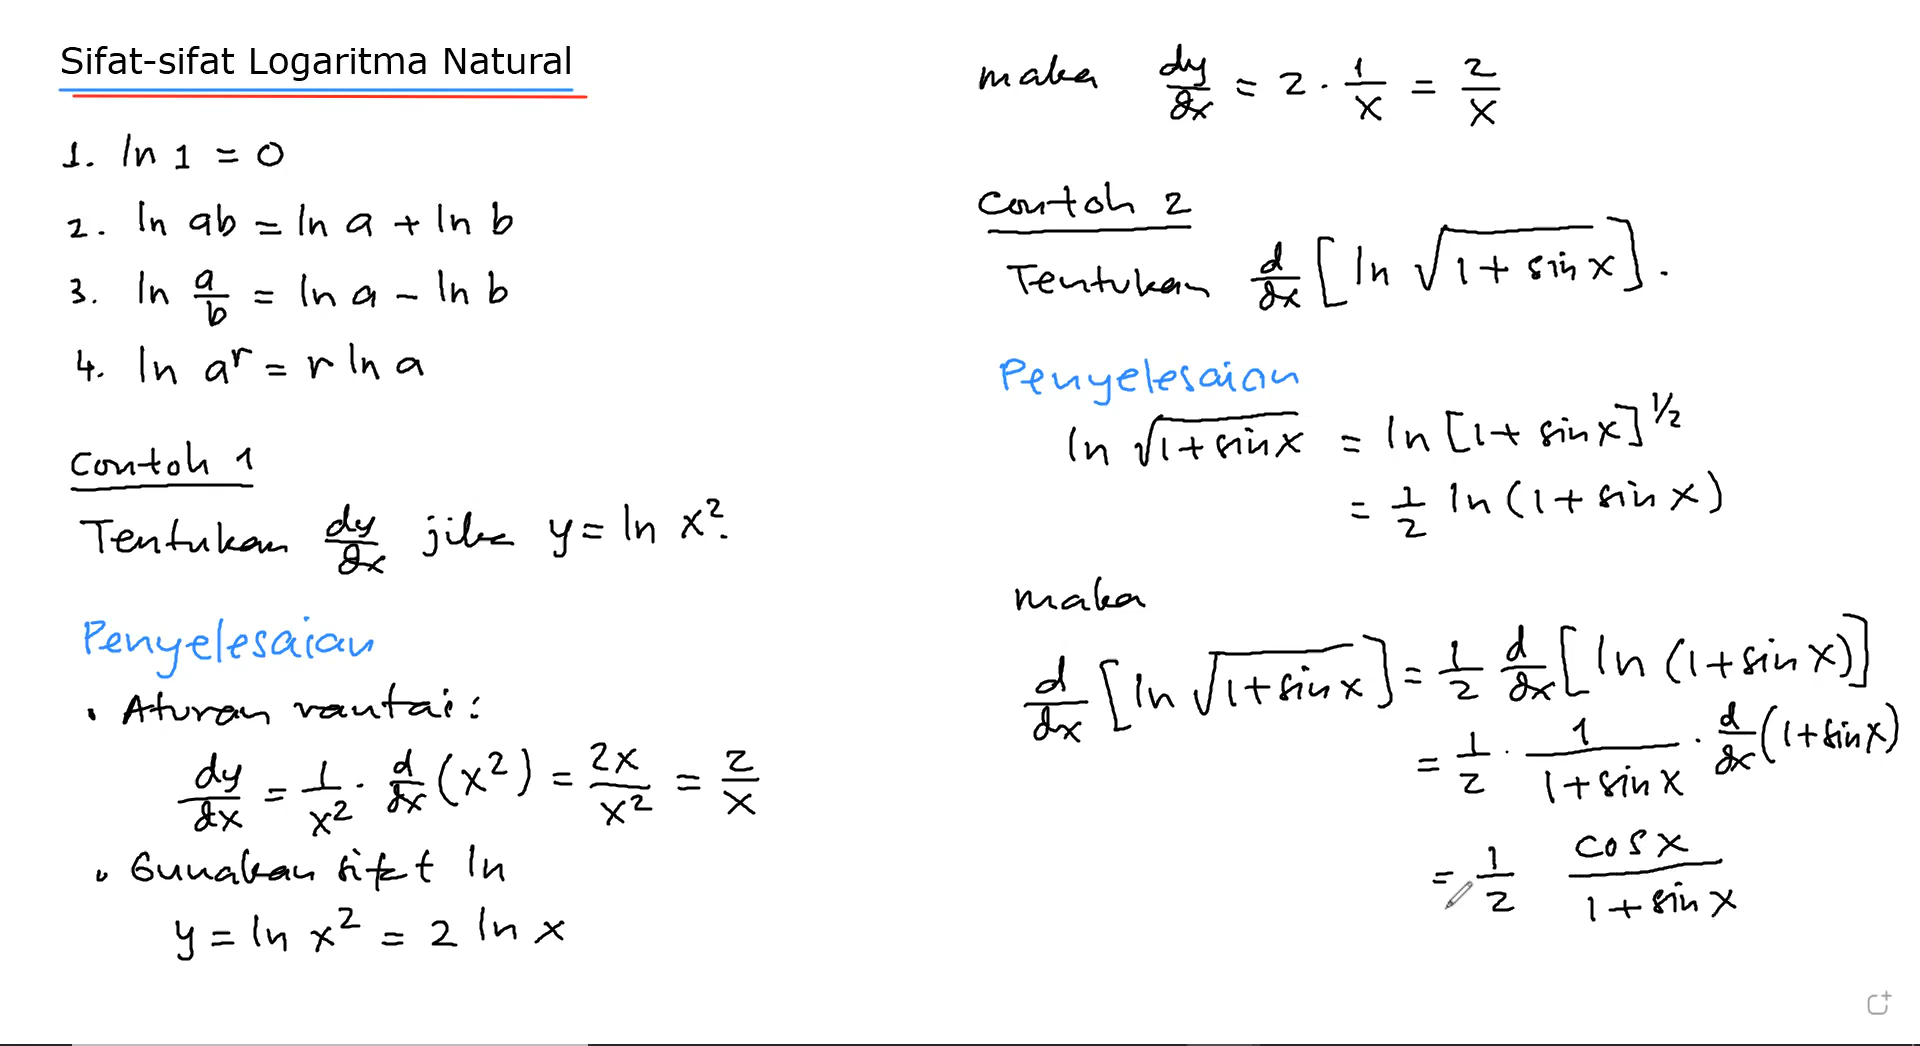 Sifat-sifat Logaritma Natural
1. ln 1 = 0
2. ln ab = ln a + ln b
3. ln a/b = ln a - ln b
4. ln a^r = r ln a
Contoh 1
Tentukan dy/dx jika y = ln x².
Penyelesaian
• Aturan rantai:
dy/dx = 1/x² · d/dx (x²) = 2x/x² = 2/x
• Gunakan sifat ln
y = ln x² = 2 ln x
maka dy/dx = 2 · 1/x = 2/x
Contoh 2
Tentukan d/dx [ln √(1 + sin x)].
Penyelesaian
ln √(1 + sin x) = ln [1 + sin x]^1/2
= 1/2 ln (1 + sin x)
maka
d/dx [ln √(1 + sin x)] = 1/2 d/dx [ln (1 + sin x)]
= 1/2 · 1/(1 + sin x) · d/dx (1 + sin x)
= 1/2 cos x/(1 + sin x)